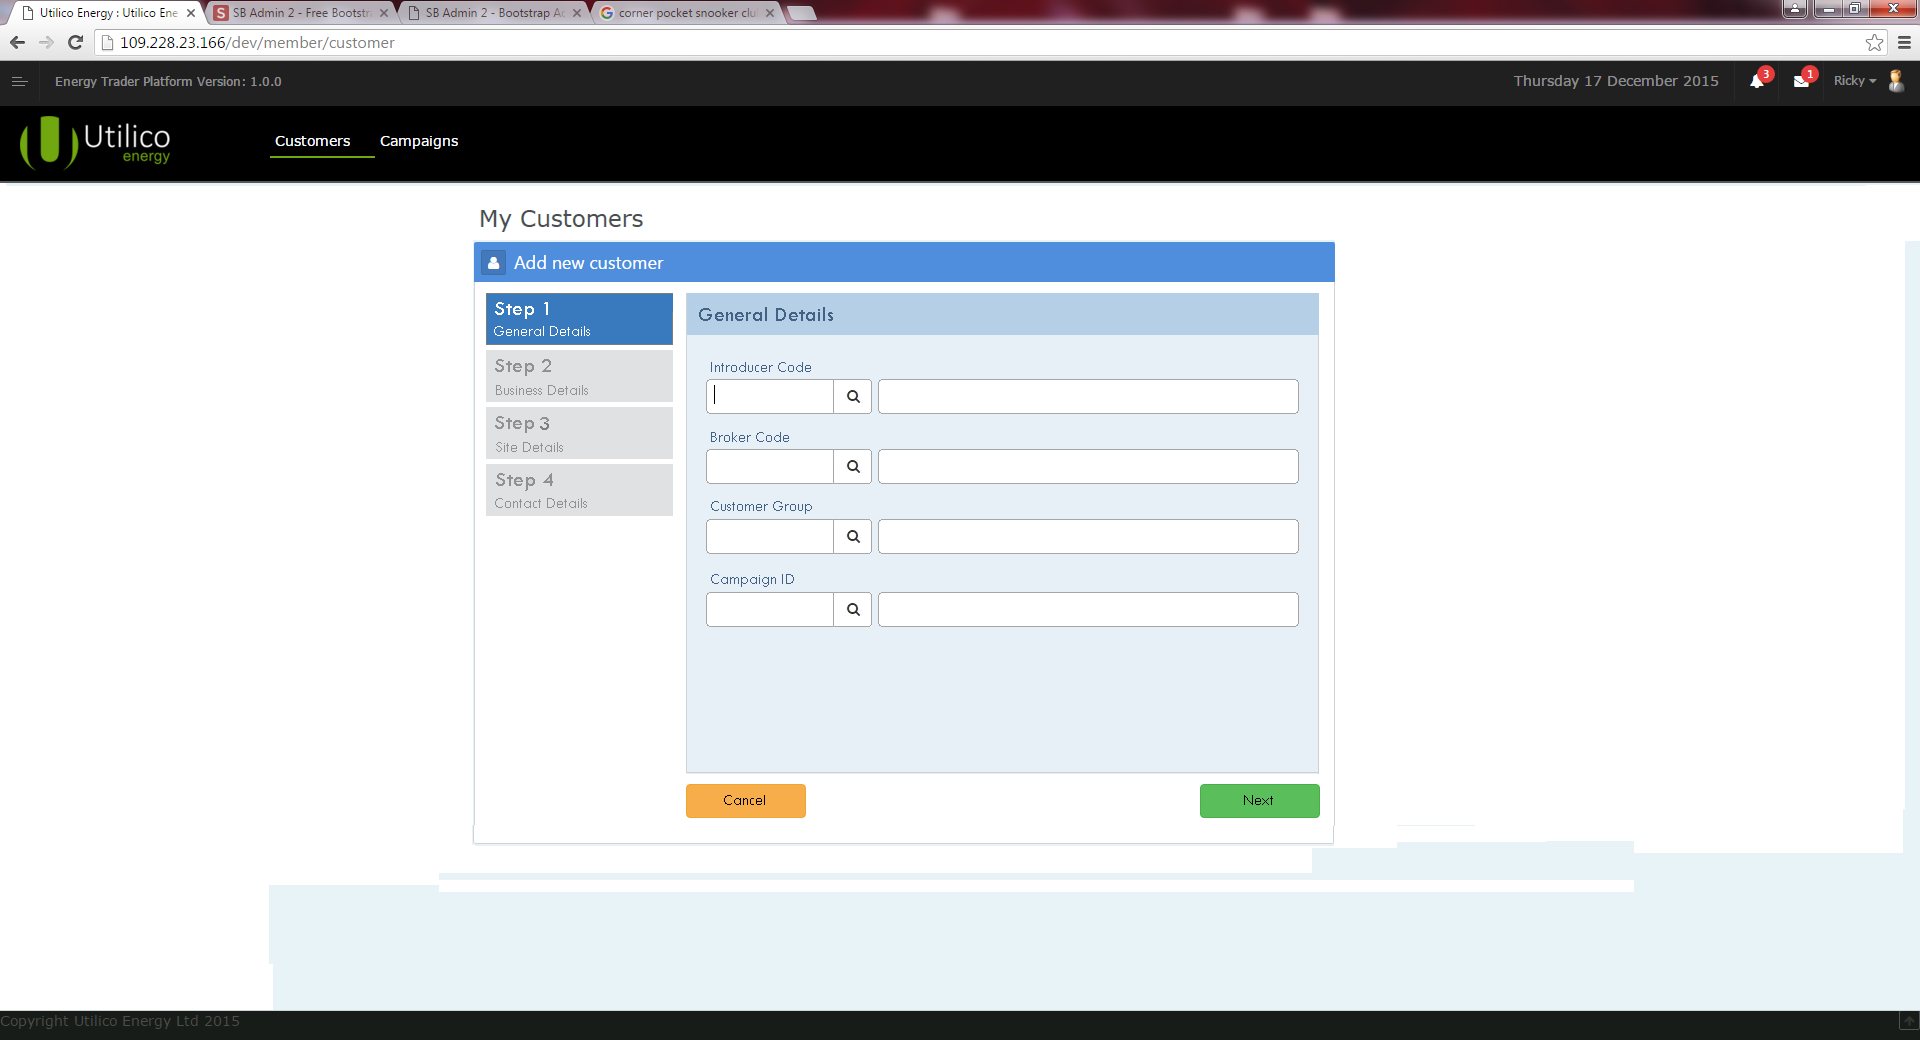 Utilico Energy : Utilico Ene
SB Admin 2 - Free Bootstr
SB Admin 2 - Bootstrap Ad
corner pocket snooker clu
109.228.23.166/dev/member/customer
Energy Trader Platform Version: 1.0.0
Thursday 17 December 2015
3
1
Ricky
Utilico
energy
Customers
Campaigns
My Customers
Add new customer
Step 1
General Details
Step 2
Business Details
Step 3
Site Details
Step 4
Contact Details
General Details
Introducer Code
Broker Code
Customer Group
Campaign ID
Cancel
Next
Copyright Utilico Energy Ltd 2015